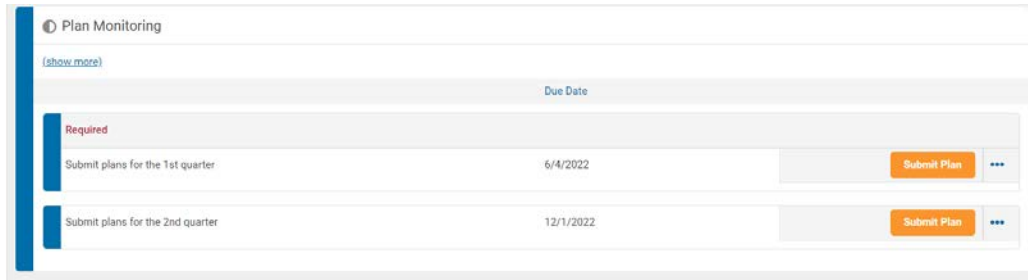 Plan Monitoring
(show more)
Due Date
Required
Submit plans for the 1st quarter 6/4/2022 Submit Plan
Submit plans for the 2nd quarter 12/1/2022 Submit Plan